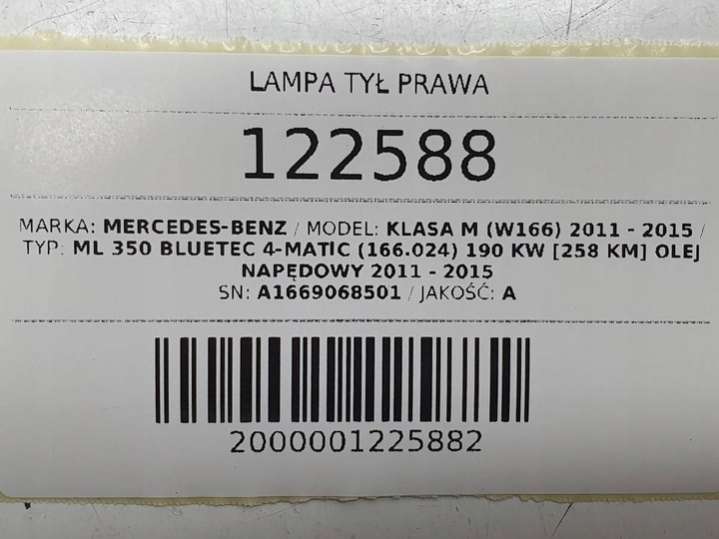 LAMPA TYŁ PRAWA
122588
MARKA: MERCEDES-BENZ / MODEL: KLASA M (W166) 2011 - 2015 /
TYP: ML 350 BLUETEC 4-MATIC (166.024) 190 KW [258 KM] OLEJ
NAPĘDOWY 2011 - 2015
SN: A1669068501 / JAKOŚĆ: A
2000001225882